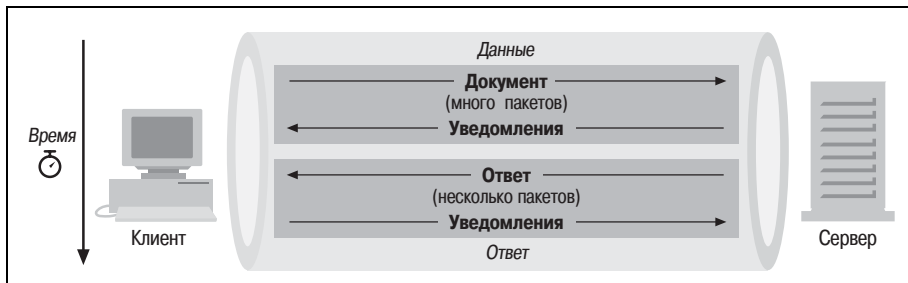 Данные
Документ
(много пакетов)
Уведомления
Время
Ответ
(несколько пакетов)
Уведомления
Клиент
Сервер
Ответ